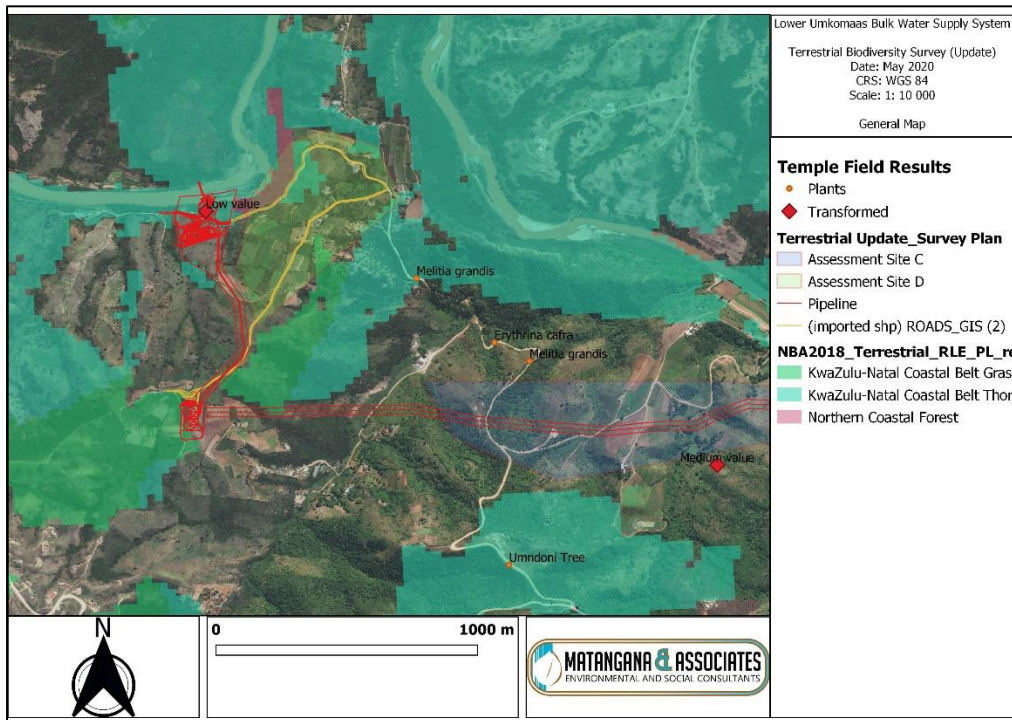 Lower Umkomaas Bulk Water Supply System
Terrestrial Biodiversity Survey (Update)
Date: May 2020
CRS: WGS 84
Scale: 1: 10 000
General Map
Temple Field Results
Plants
Transformed
Terrestrial Update_Survey Plan
Assessment Site C
Assessment Site D
Pipeline
(imported shp) ROADS_GIS (2)
NBA2018_Terrestrial_RLE_PL_re
KwaZulu-Natal Coastal Belt Gras
KwaZulu-Natal Coastal Belt Thor
Northern Coastal Forest
Low value
Melitia grandis
Erythrina cafra
Melitia grandis
Medium value
Umndoni Tree
N
0 1000 m
MATANGANA & ASSOCIATES
ENVIRONMENTAL AND SOCIAL CONSULTANTS